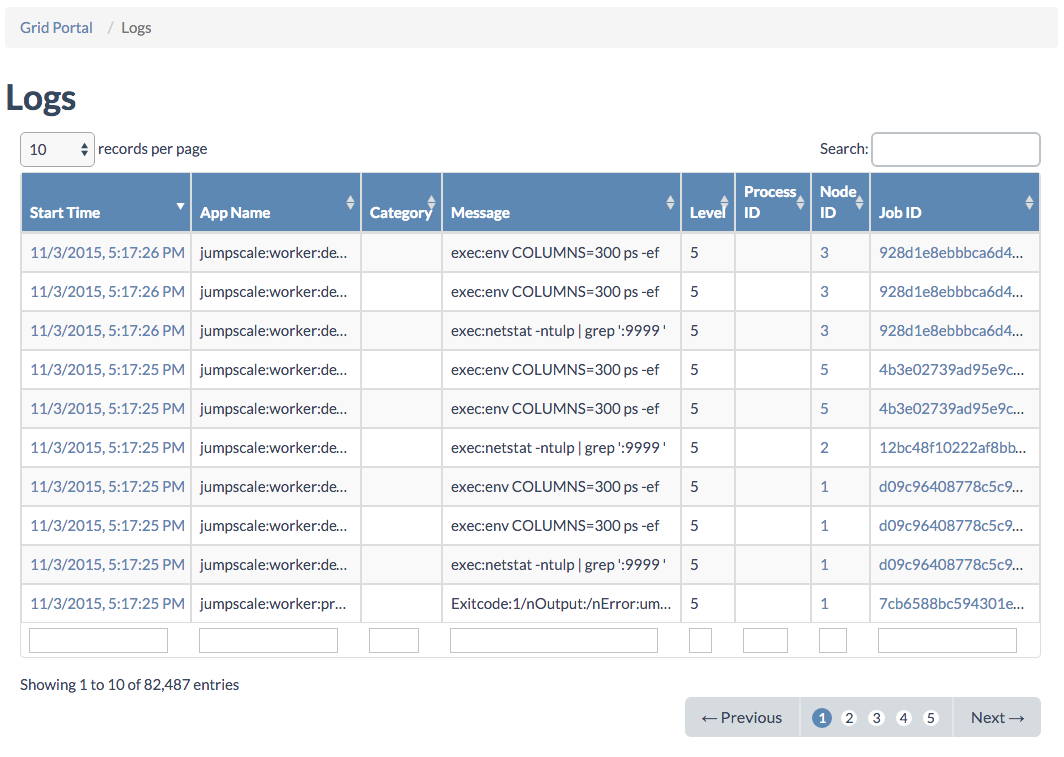 Grid Portal / Logs
Logs
10 records per page Search:
Start Time App Name Category Message Level Process ID Node ID Job ID
11/3/2015, 5:17:26 PM jumpscale:worker:de... exec:env COLUMNS=300 ps -ef 5 3 928d1e8ebbbca6d4...
11/3/2015, 5:17:26 PM jumpscale:worker:de... exec:env COLUMNS=300 ps -ef 5 3 928d1e8ebbbca6d4...
11/3/2015, 5:17:26 PM jumpscale:worker:de... exec:netstat -ntulp | grep ':9999 ' 5 3 928d1e8ebbbca6d4...
11/3/2015, 5:17:25 PM jumpscale:worker:de... exec:env COLUMNS=300 ps -ef 5 5 4b3e02739ad95e9c...
11/3/2015, 5:17:25 PM jumpscale:worker:de... exec:env COLUMNS=300 ps -ef 5 5 4b3e02739ad95e9c...
11/3/2015, 5:17:25 PM jumpscale:worker:de... exec:netstat -ntulp | grep ':9999 ' 5 2 12bc48f10222af8bb...
11/3/2015, 5:17:25 PM jumpscale:worker:de... exec:env COLUMNS=300 ps -ef 5 1 d09c96408778c5c9...
11/3/2015, 5:17:25 PM jumpscale:worker:de... exec:env COLUMNS=300 ps -ef 5 1 d09c96408778c5c9...
11/3/2015, 5:17:25 PM jumpscale:worker:de... exec:netstat -ntulp | grep ':9999 ' 5 1 d09c96408778c5c9...
11/3/2015, 5:17:25 PM jumpscale:worker:pr... Exitcode:1/nOutput:/nError:um... 5 1 7cb6588bc594301e...
Showing 1 to 10 of 82,487 entries
← Previous 1 2 3 4 5 Next →